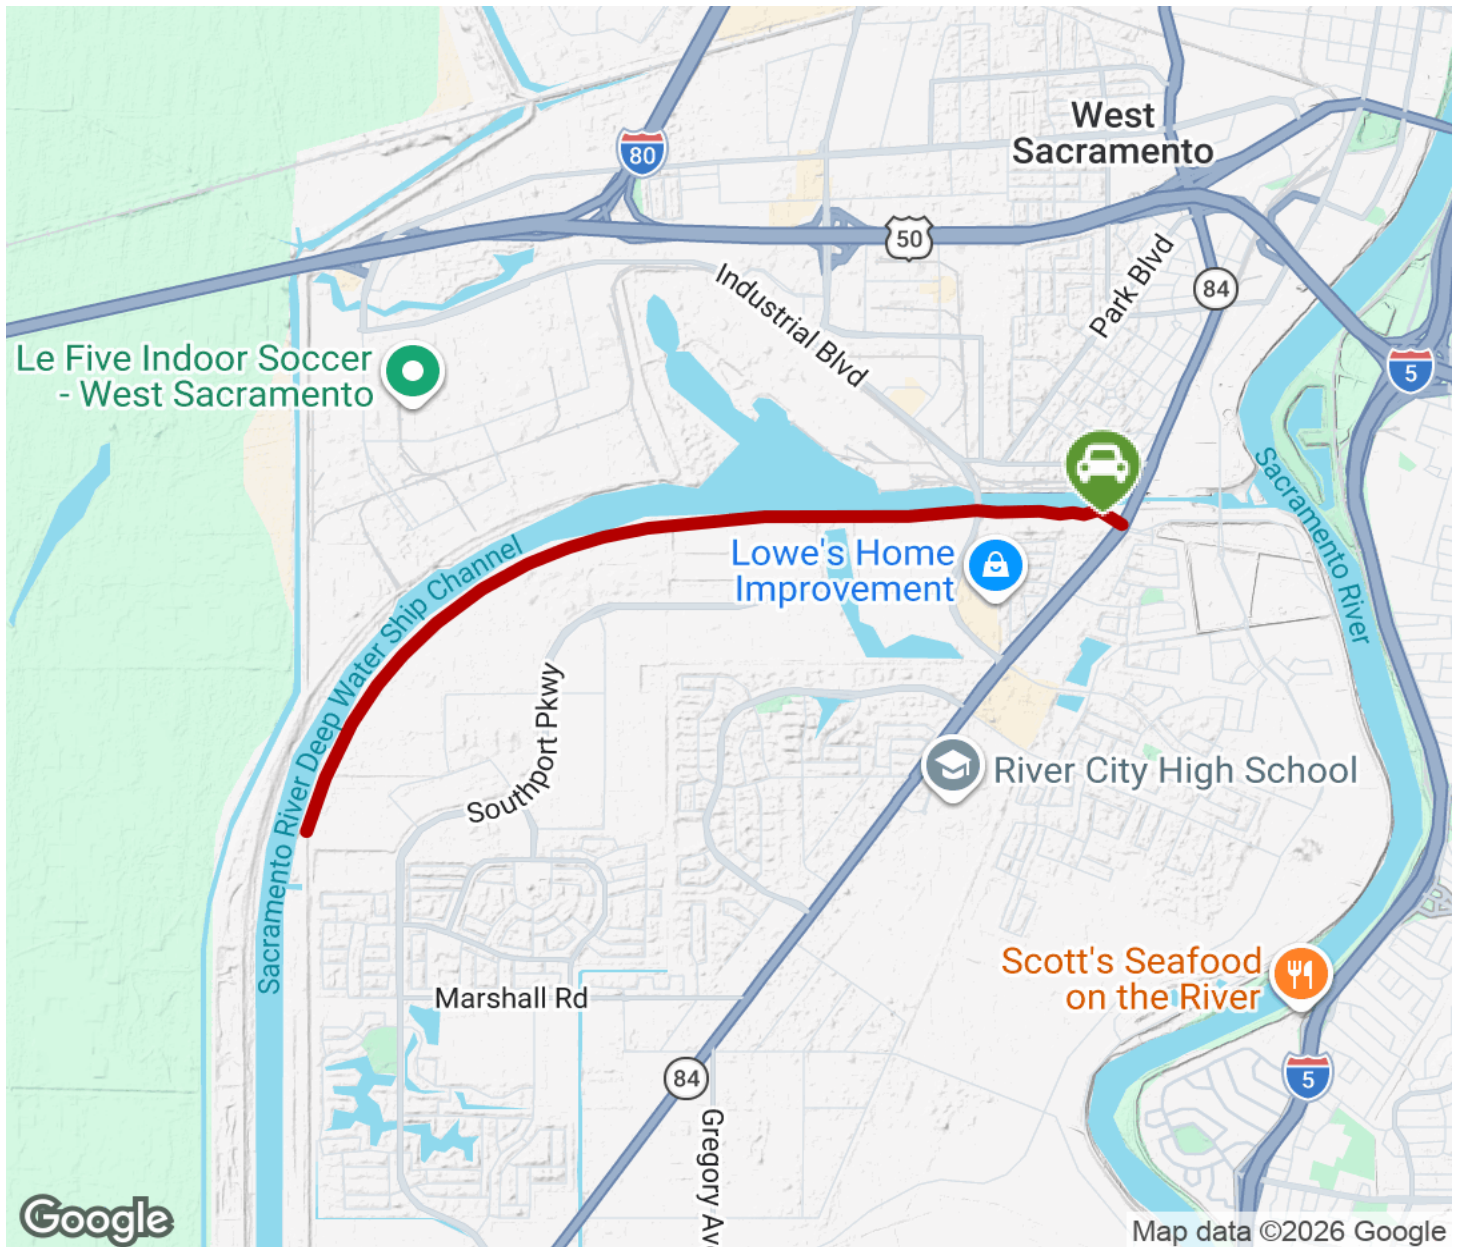 West
Sacramento
80
50
84
5
Park Blvd
Industrial Blvd
Le Five Indoor Soccer
- West Sacramento
Sacramento River
Sacramento River Deep Water Ship Channel
Lowe's Home
Improvement
Southport Pkwy
River City High School
Scott's Seafood
on the River
Marshall Rd
84
5
Gregory Av
Google
Map data ©2026 Google